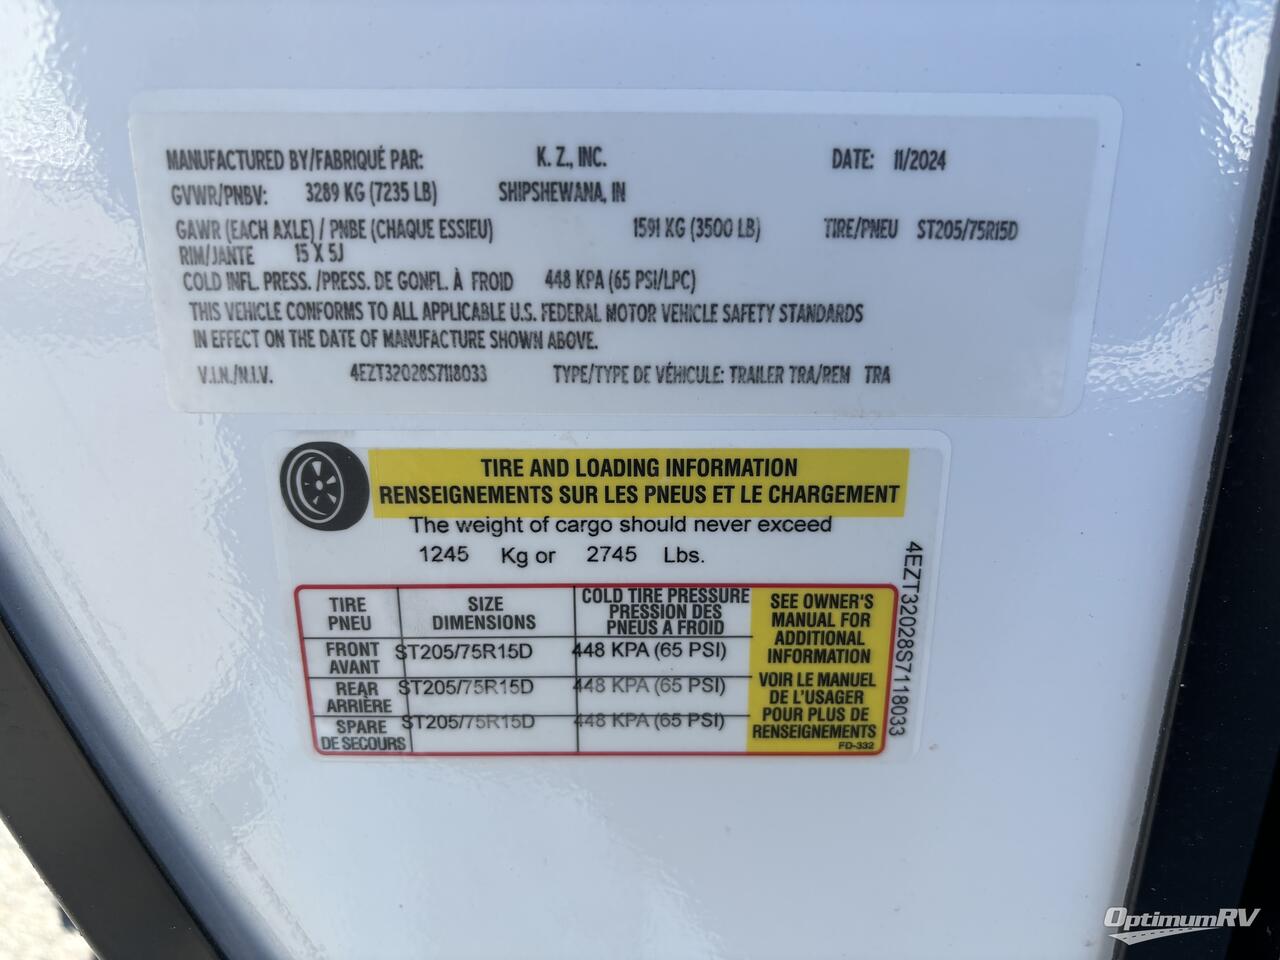 MANUFACTURED BY/FABRIQUÉ PAR: K. Z., INC. DATE: 11/2024
GVWR/PNBV: 3289 KG (7235 LB) SHIPSHEWANA, IN
GAWR (EACH AXLE) / PNBE (CHAQUE ESSIEU) 1591 KG (3500 LB) TIRE/PNEU ST205/75R15D
RIM/JANTE 15 X 5J
COLD INFL. PRESS. /PRESS. DE GONFL. À FROID 448 KPA (65 PSI/LPC)
THIS VEHICLE CONFORMS TO ALL APPLICABLE U.S. FEDERAL MOTOR VEHICLE SAFETY STANDARDS
IN EFFECT ON THE DATE OF MANUFACTURE SHOWN ABOVE.
V.I.N./N.I.V. 4EZT32028S7118033 TYPE/TYPE DE VÉHICULE: TRAILER TRA/REM TRA
TIRE AND LOADING INFORMATION
RENSEIGNEMENTS SUR LES PNEUS ET LE CHARGEMENT
The weight of cargo should never exceed
1245 Kg or 2745 Lbs.
TIRE
PNEU
SIZE
DIMENSIONS
COLD TIRE PRESSURE
PRESSION DES
PNEUS A FROID
FRONT
AVANT
ST205/75R15D
448 KPA (65 PSI)
REAR
ARRIÈRE
ST205/75R15D
448 KPA (65 PSI)
SPARE
DE SECOURS
ST205/75R15D
448 KPA (65 PSI)
SEE OWNER'S
MANUAL FOR
ADDITIONAL
INFORMATION
VOIR LE MANUEL
DE L'USAGER
POUR PLUS DE
RENSEIGNEMENTS
FD-332
4EZT32028S7118033
OptimumRV